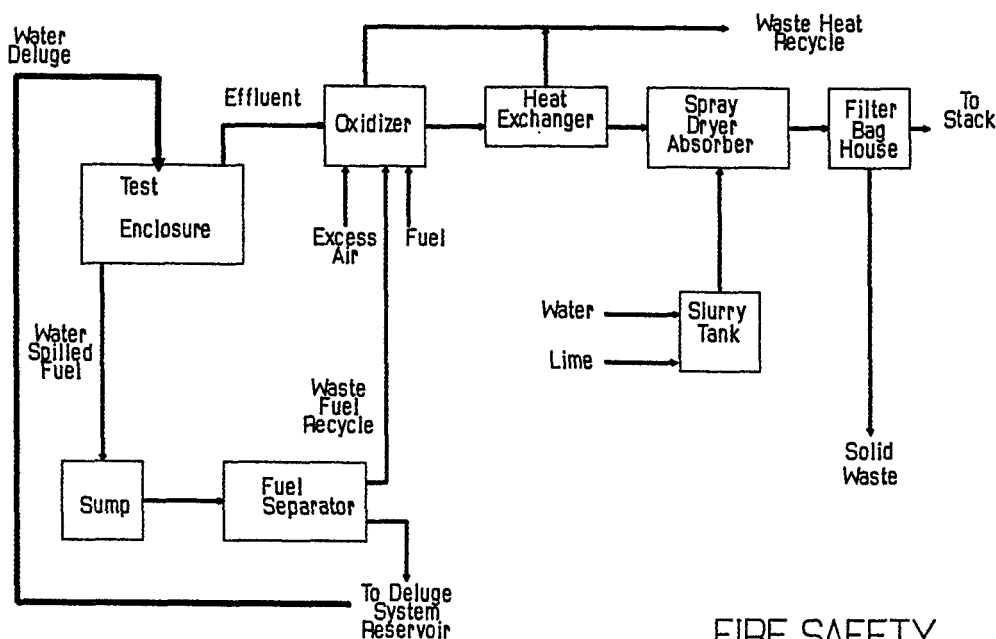 Water
Deluge
Waste Heat
Recycle
Effluent
Oxidizer
Heat
Exchanger
Spray
Dryer
Absorber
Filter
Bag
House
To
Stack
Test
Enclosure
Excess
Air
Fuel
Water
Spilled
Fuel
Water
Lime
Slurry
Tank
Waste
Fuel
Recycle
Solid
Waste
Sump
Fuel
Separator
To Deluge
System
Reservoir
FIRE SAFETY